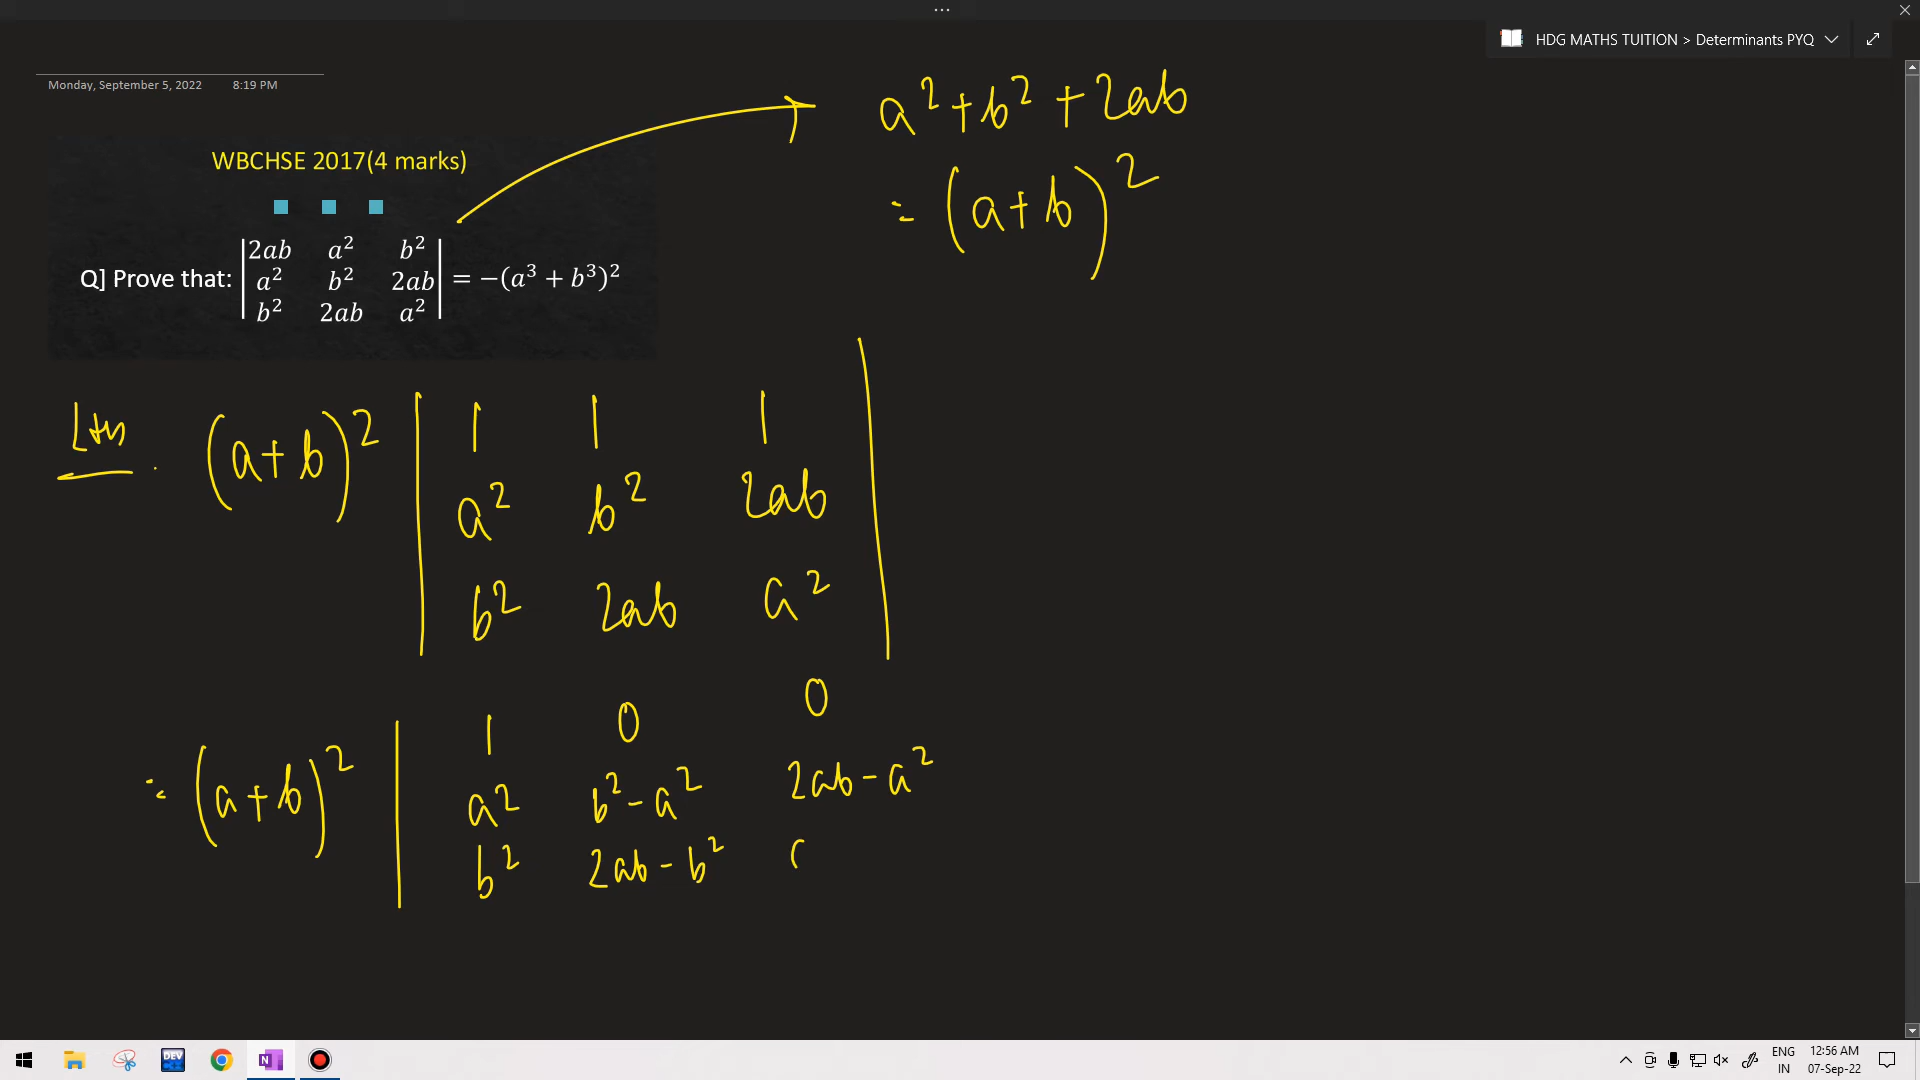 HDG MATHS TUITION > Determinants PYQ
Monday, September 5, 2022 8:19 PM
a² + b² + 2ab
= (a+b)²
WBCHSE 2017(4 marks)
Q] Prove that: |2ab a² b²| = −(a³ + b³)²
|a² b² 2ab|
|b² 2ab a²|
LHS (a+b)² | 1 1 1 |
| a² b² 2ab |
| b² 2ab a² |
= (a+b)² | 1 0 0
| a² b²-a² 2ab-a²
| b² 2ab-b²
DEV
N
ENG 12:56 AM
IN 07-Sep-22